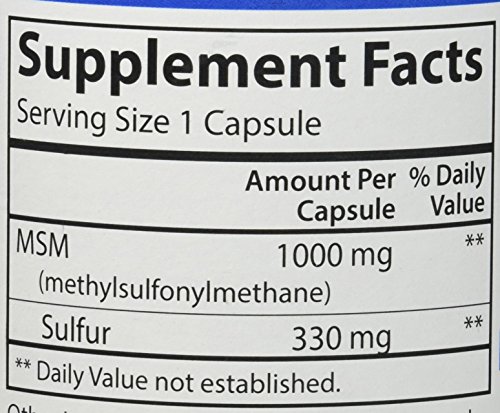 Supplement Facts
Serving Size 1 Capsule
Amount Per % Daily
Capsule Value
MSM 1000 mg **
(methylsulfonylmethane)
Sulfur 330 mg **
** Daily Value not established.